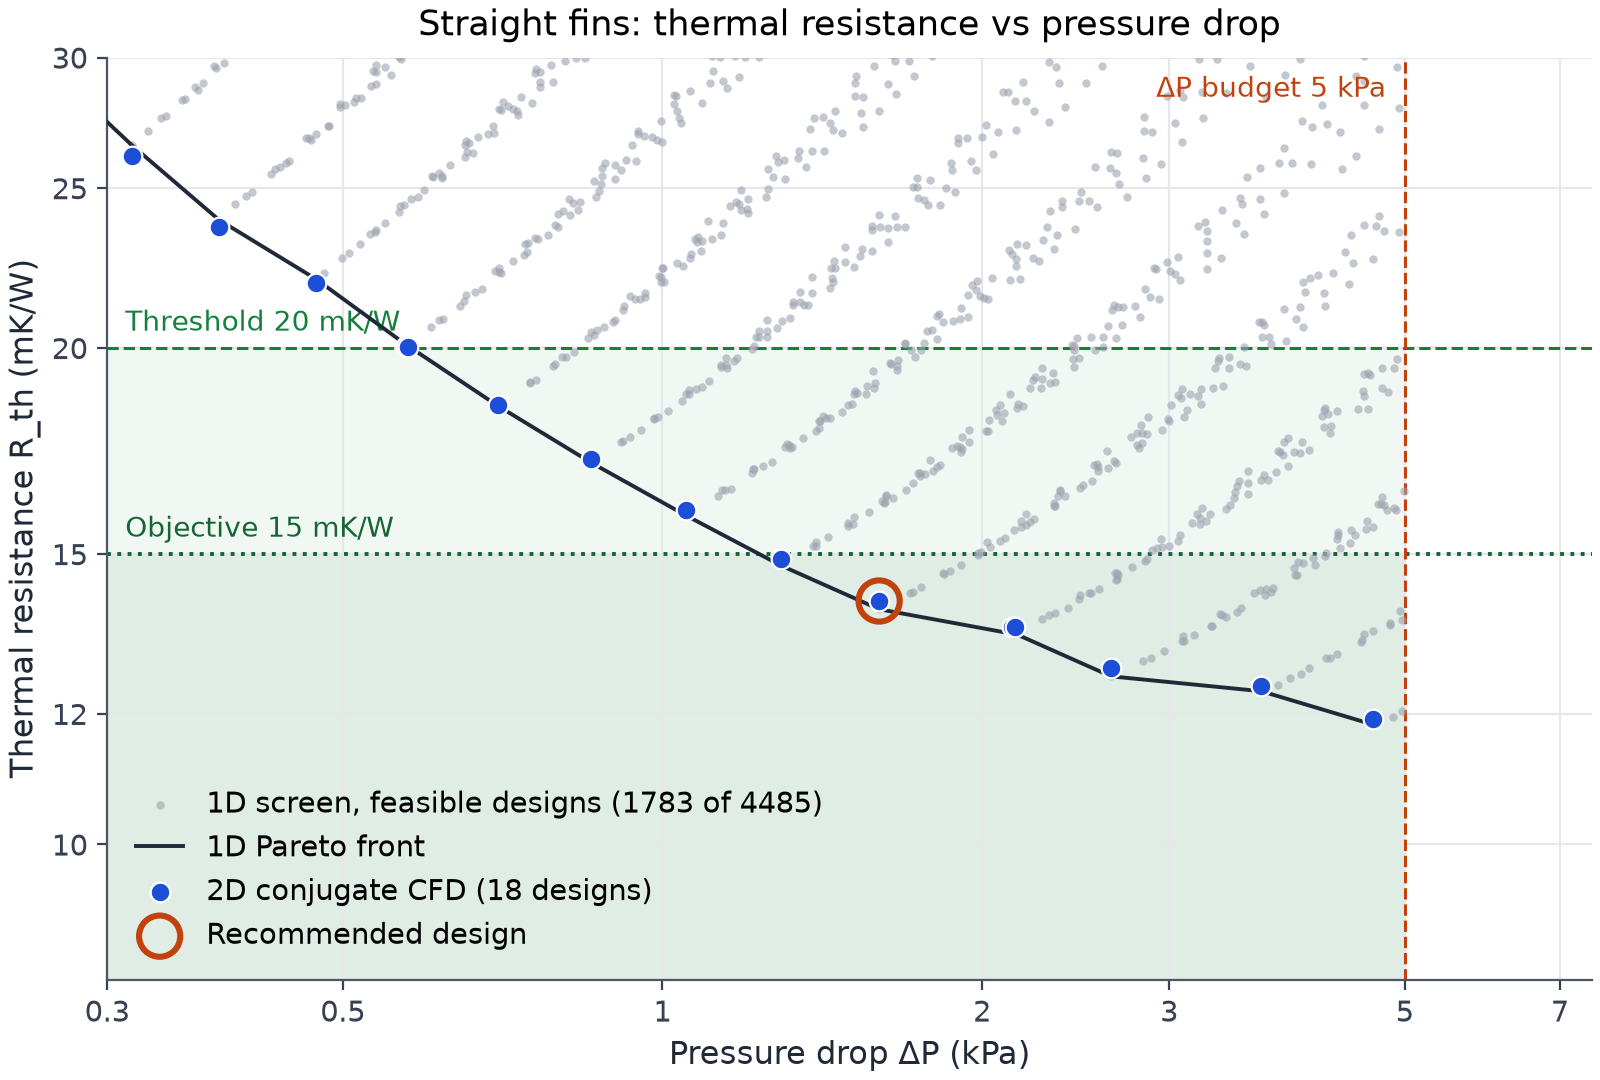 Straight fins: thermal resistance vs pressure drop
Thermal resistance R_th (mK/W)
30
25
20
15
12
10
ΔP budget 5 kPa
Threshold 20 mK/W
Objective 15 mK/W
1D screen, feasible designs (1783 of 4485)
1D Pareto front
2D conjugate CFD (18 designs)
Recommended design
0.3
0.5
1
2
3
5
7
Pressure drop ΔP (kPa)